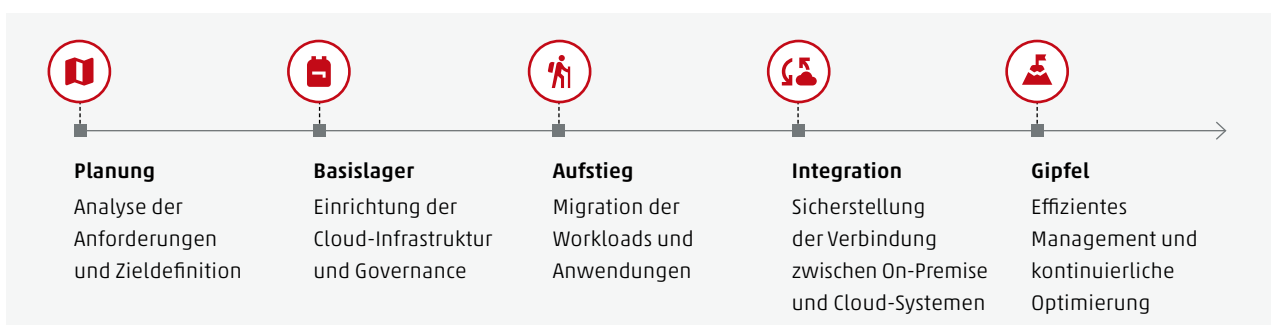 Planung
Analyse der
Anforderungen
und Zieldefinition
Basislager
Einrichtung der
Cloud-Infrastruktur
und Governance
Aufstieg
Migration der
Workloads und
Anwendungen
Integration
Sicherstellung
der Verbindung
zwischen On-Premise
und Cloud-Systemen
Gipfel
Effizientes
Management und
kontinuierliche
Optimierung